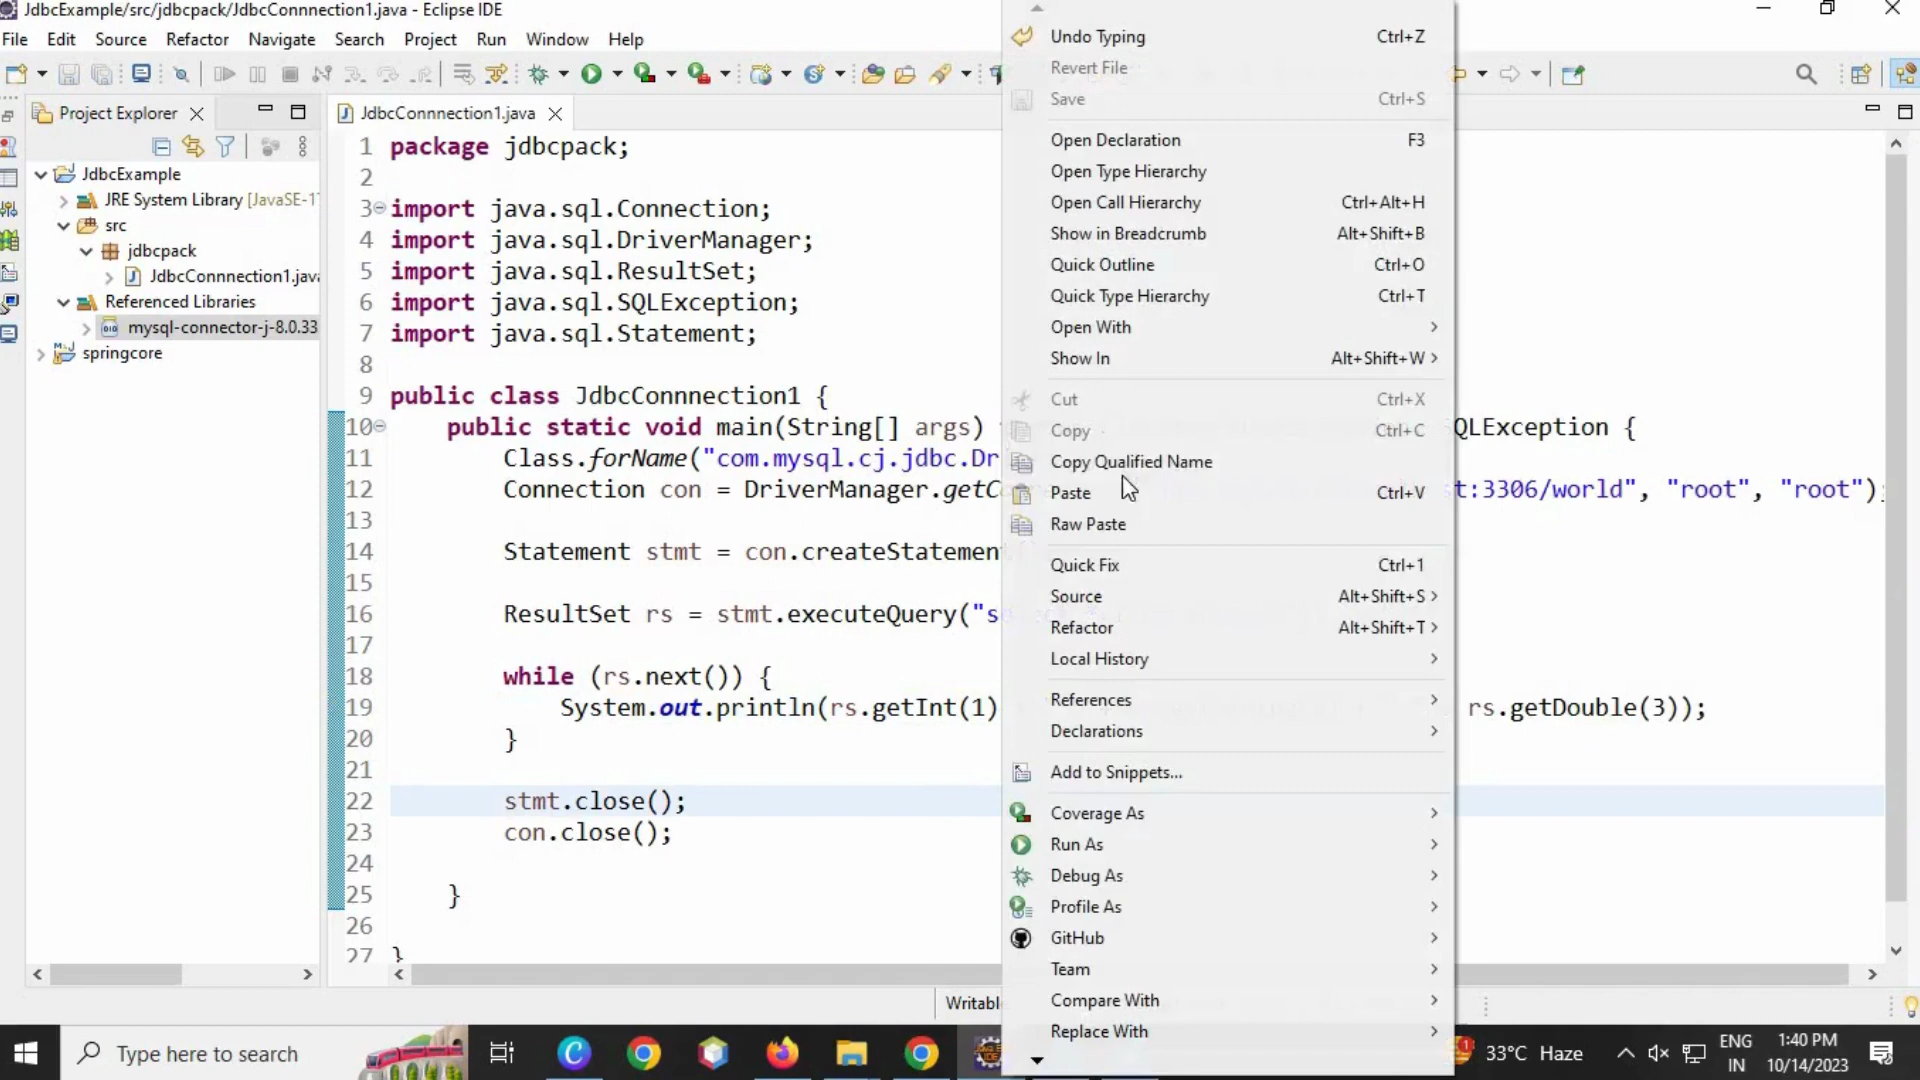 JdbcExample/src/jdbcpack/JdbcConnnection1.java - Eclipse IDE
File Edit Source Refactor Navigate Search Project Run Window Help
Project Explorer
JdbcExample
JRE System Library [JavaSE-1
src
jdbcpack
JdbcConnnection1.java
Referenced Libraries
mysql-connector-j-8.0.33
springcore
JdbcConnnection1.java
1 package jdbcpack;
2
3 import java.sql.Connection;
4 import java.sql.DriverManager;
5 import java.sql.ResultSet;
6 import java.sql.SQLException;
7 import java.sql.Statement;
8
9 public class JdbcConnnection1 {
10 public static void main(String[] args) QLException {
11 Class.forName("com.mysql.cj.jdbc.Dr
12 Connection con = DriverManager.getC st:3306/world", "root", "root");
13
14 Statement stmt = con.createStatement
15
16 ResultSet rs = stmt.executeQuery("s
17
18 while (rs.next()) {
19 System.out.println(rs.getInt(1) rs.getDouble(3));
20 }
21
22 stmt.close();
23 con.close();
24
25 }
26
27 }
Undo Typing Ctrl+Z
Revert File
Save Ctrl+S
Open Declaration F3
Open Type Hierarchy
Open Call Hierarchy Ctrl+Alt+H
Show in Breadcrumb Alt+Shift+B
Quick Outline Ctrl+O
Quick Type Hierarchy Ctrl+T
Open With
Show In Alt+Shift+W
Cut Ctrl+X
Copy Ctrl+C
Copy Qualified Name
Paste Ctrl+V
Raw Paste
Quick Fix Ctrl+1
Source Alt+Shift+S
Refactor Alt+Shift+T
Local History
References
Declarations
Add to Snippets...
Coverage As
Run As
Debug As
Profile As
GitHub
Team
Compare With
Replace With
Writabl
Type here to search
33°C Haze
ENG
IN
1:40 PM
10/14/2023